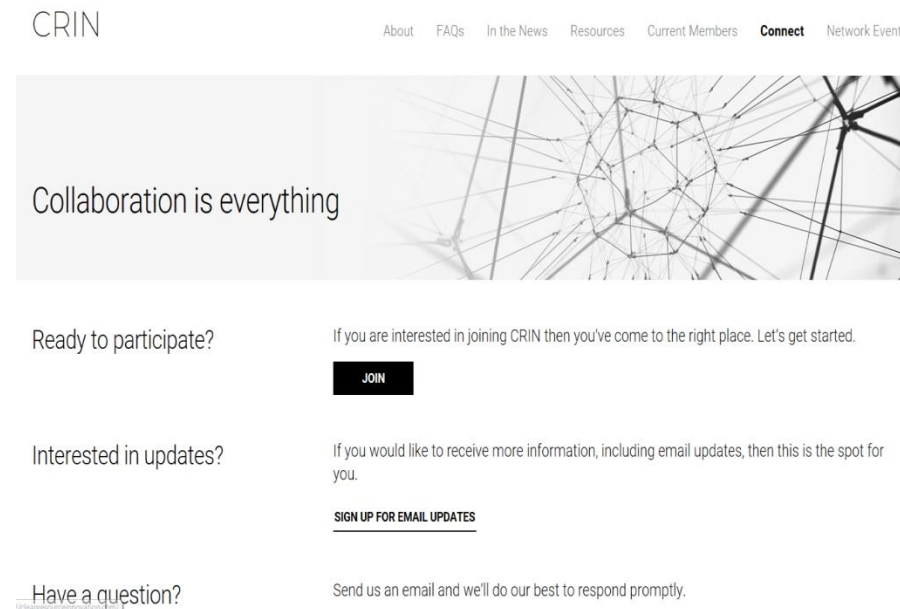 CRIN
About FAQs In the News Resources Current Members Connect Network Event
Collaboration is everything
Ready to participate?
If you are interested in joining CRIN then you've come to the right place. Let's get started.
JOIN
Interested in updates?
If you would like to receive more information, including email updates, then this is the spot for
you.
SIGN UP FOR EMAIL UPDATES
Have a question?
Send us an email and we'll do our best to respond promptly.